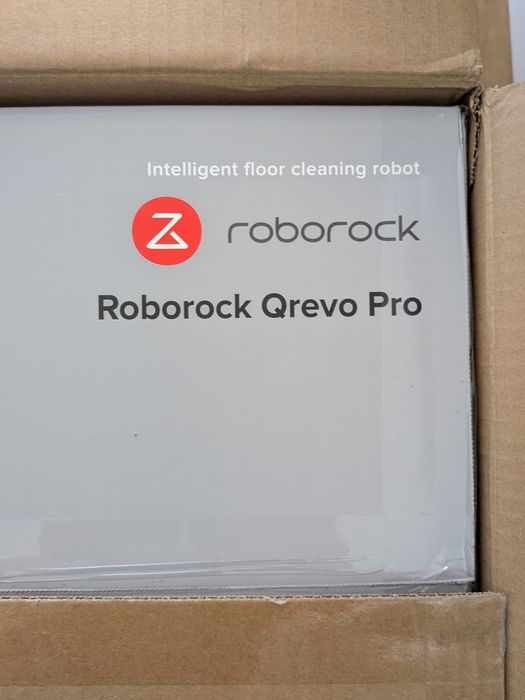 Intelligent floor cleaning robot
roborock
Roborock Qrevo Pro